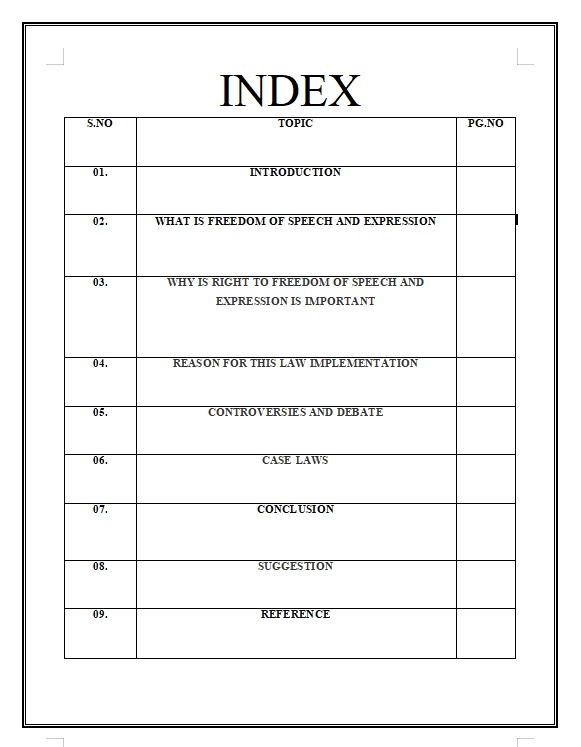 INDEX
S.NO TOPIC PG.NO
01. INTRODUCTION
02. WHAT IS FREEDOM OF SPEECH AND EXPRESSION
03. WHY IS RIGHT TO FREEDOM OF SPEECH AND
EXPRESSION IS IMPORTANT
04. REASON FOR THIS LAW IMPLEMENTATION
05. CONTROVERSIES AND DEBATE
06. CASE LAWS
07. CONCLUSION
08. SUGGESTION
09. REFERENCE